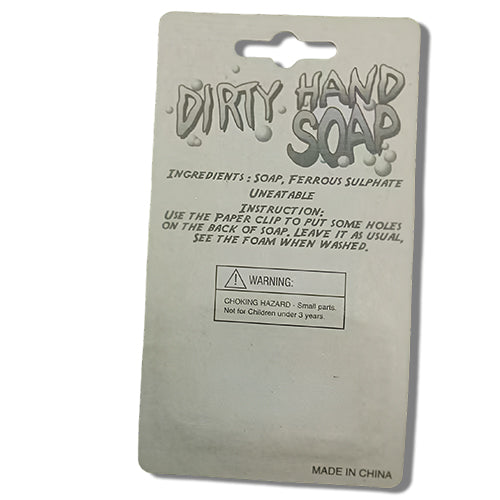 DIRTY HAND
SOAP
INGREDIENTS : SOAP, FERROUS SULPHATE
UNEATABLE
INSTRUCTION:
USE THE PAPER CLIP TO PUT SOME HOLES
ON THE BACK OF SOAP. LEAVE IT AS USUAL,
SEE THE FOAM WHEN WASHED.
WARNING:
CHOKING HAZARD - Small parts.
Not for Children under 3 years.
MADE IN CHINA